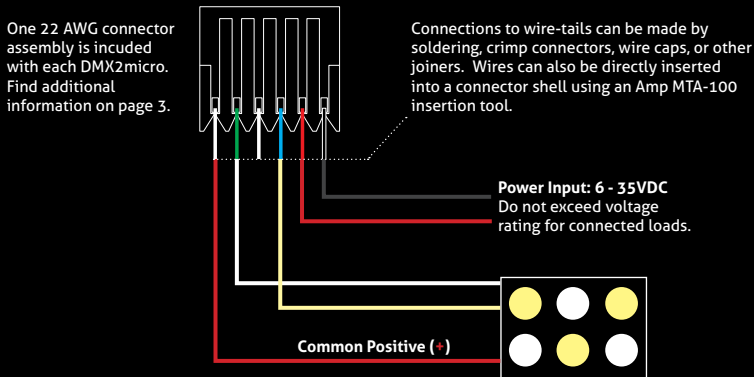 One 22 AWG connector
assembly is incuded
with each DMX2micro.
Find additional
information on page 3.
Connections to wire-tails can be made by
soldering, crimp connectors, wire caps, or other
joiners. Wires can also be directly inserted
into a connector shell using an Amp MTA-100
insertion tool.
Power Input: 6 - 35VDC
Do not exceed voltage
rating for connected loads.
Common Positive (+)